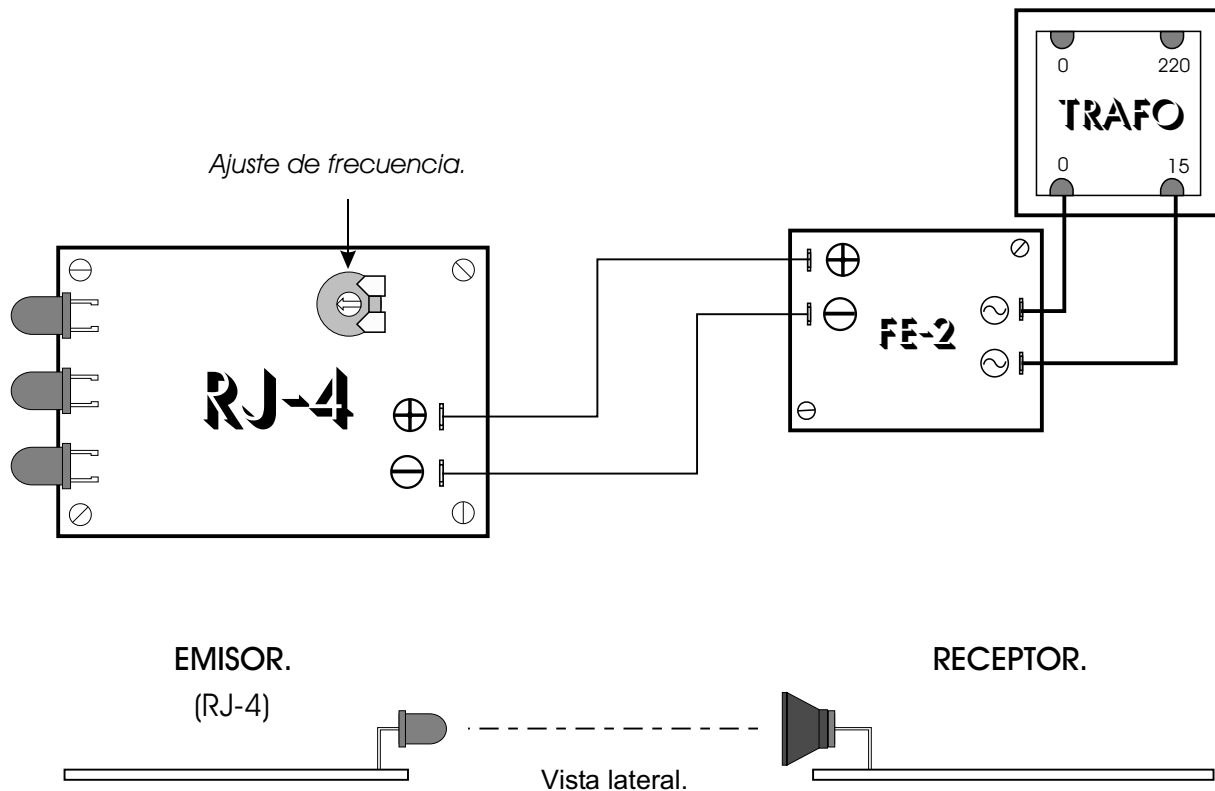 0 220
TRAFO
0 15
Ajuste de frecuencia.
RJ-4
FE-2
EMISOR.
(RJ-4)
RECEPTOR.
Vista lateral.